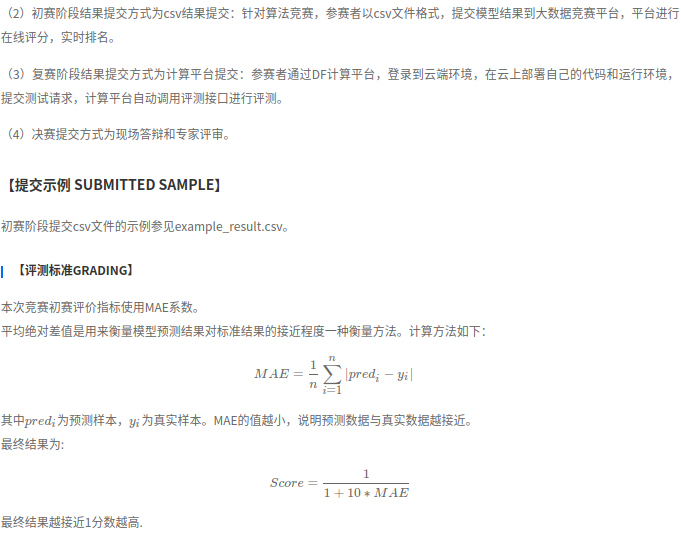 （2）初赛阶段结果提交方式为csv结果提交：针对算法竞赛，参赛者以csv文件格式，提交模型结果到大数据竞赛平台，平台进行
在线评分，实时排名。
（3）复赛阶段结果提交方式为计算平台提交：参赛者通过DF计算平台，登录到云端环境，在云上部署自己的代码和运行环境，
提交测试请求，计算平台自动调用评测接口进行评测。
（4）决赛提交方式为现场答辩和专家评审。
【提交示例 SUBMITTED SAMPLE】
初赛阶段提交csv文件的示例参见example_result.csv。
【评测标准GRADING】
本次竞赛初赛评价指标使用MAE系数。
平均绝对差值是用来衡量模型预测结果对标准结果的接近程度一种衡量方法。计算方法如下：
MAE = \frac{1}{n} \sum_{i=1}^{n} |pred_i − y_i|
其中pred_i为预测样本，y_i为真实样本。MAE的值越小，说明预测数据与真实数据越接近。
最终结果为:
Score = \frac{1}{1 + 10 * MAE}
最终结果越接近1分数越高.